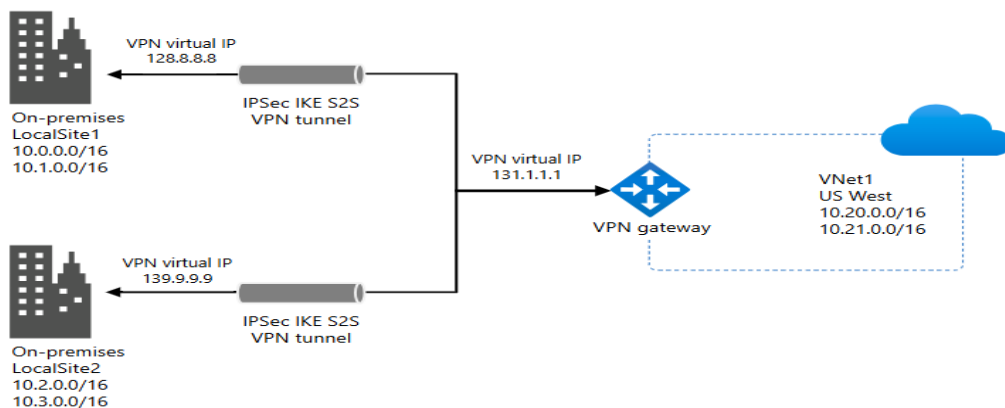 VPN virtual IP
128.8.8.8
IPSec IKE S2S
VPN tunnel
On-premises
LocalSite1
10.0.0.0/16
10.1.0.0/16
VPN virtual IP
131.1.1.1
VPN gateway
VNet1
US West
10.20.0.0/16
10.21.0.0/16
VPN virtual IP
139.9.9.9
IPSec IKE S2S
VPN tunnel
On-premises
LocalSite2
10.2.0.0/16
10.3.0.0/16